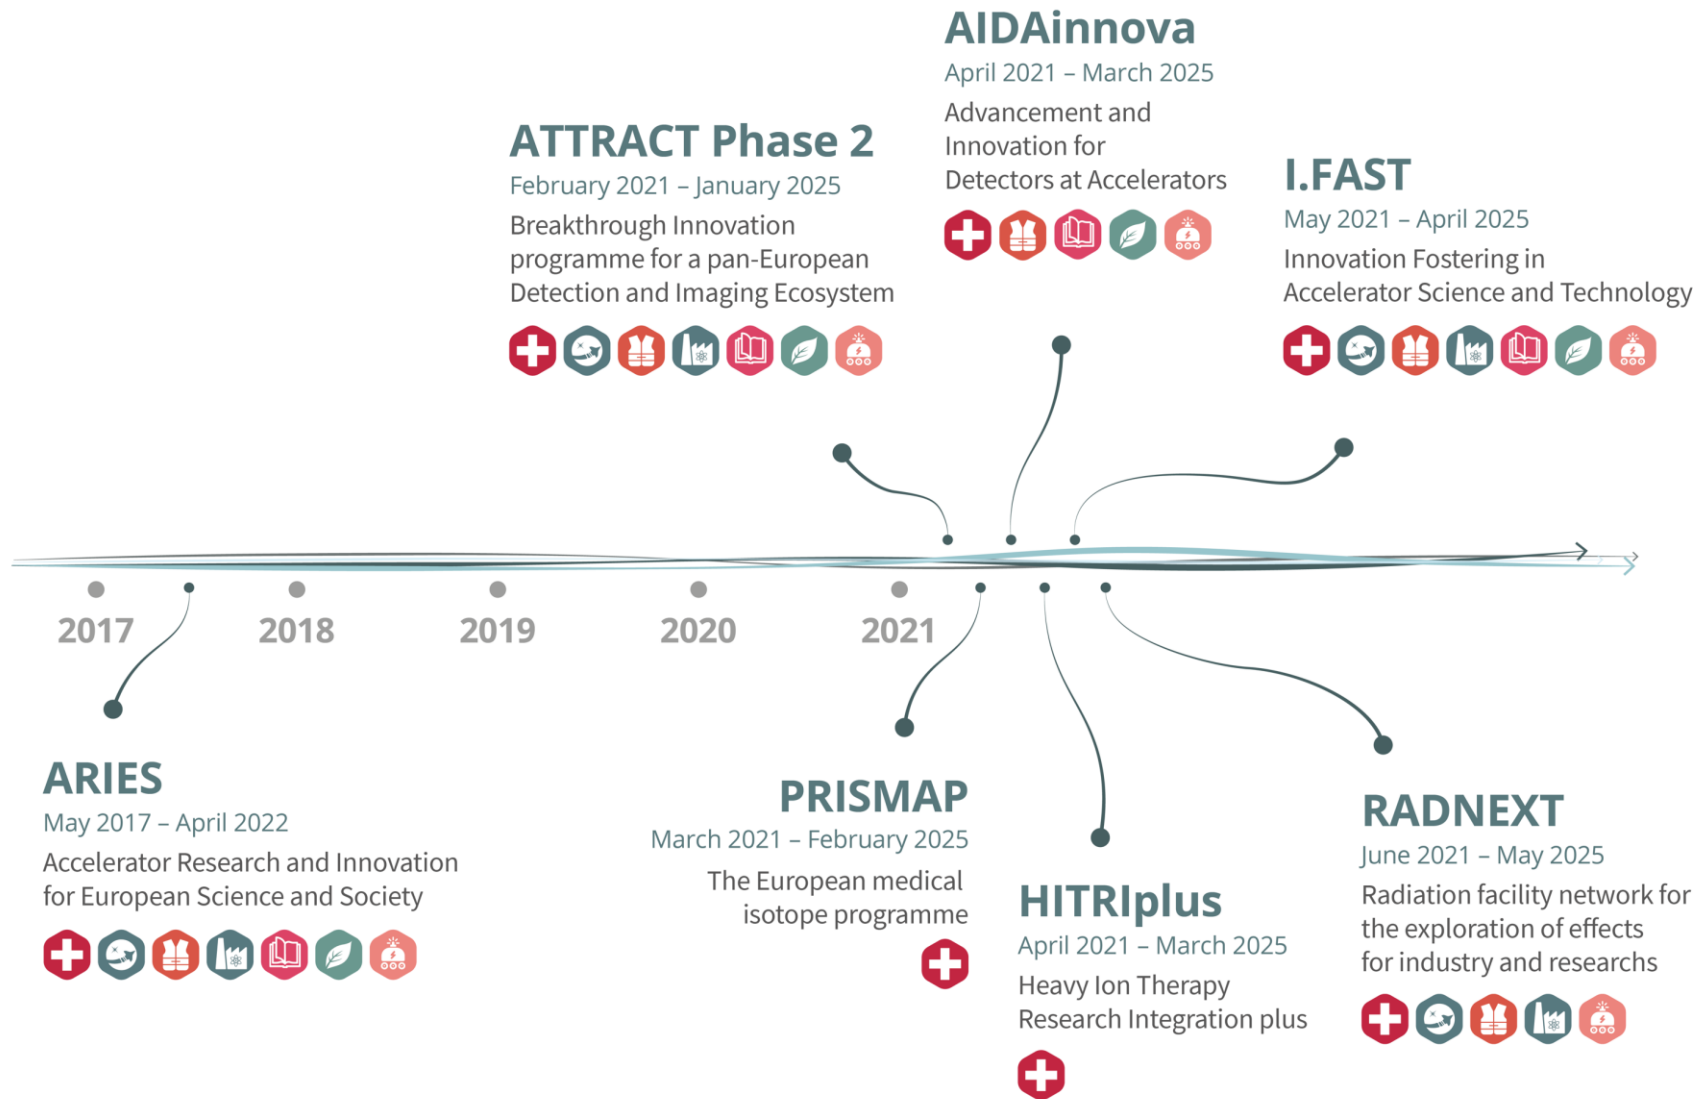 AIDAinnova
April 2021 – March 2025
Advancement and
Innovation for
Detectors at Accelerators
ATTRACT Phase 2
February 2021 – January 2025
Breakthrough Innovation
programme for a pan-European
Detection and Imaging Ecosystem
I.FAST
May 2021 – April 2025
Innovation Fostering in
Accelerator Science and Technology
2017
2018
2019
2020
2021
ARIES
May 2017 – April 2022
Accelerator Research and Innovation
for European Science and Society
PRISMAP
March 2021 – February 2025
The European medical
isotope programme
HITRIplus
April 2021 – March 2025
Heavy Ion Therapy
Research Integration plus
RADNEXT
June 2021 – May 2025
Radiation facility network for
the exploration of effects
for industry and researchs